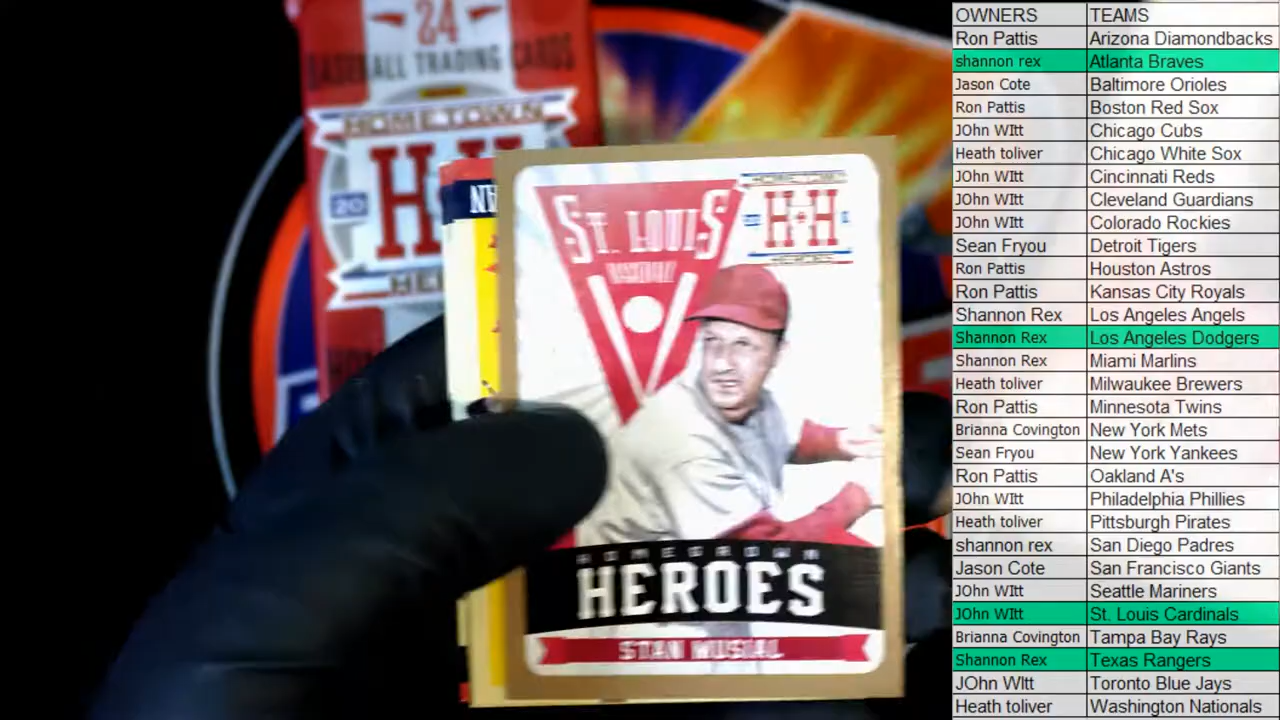 24
BASEBALL TRADING CARDS
HOMETOWN
H H
20
HE
ST. LOUIS
BASEBALL
HOMETOWN
H H
HEROES
HOMEGROWN
HEROES
STAN MUSIAL
OWNERS TEAMS
Ron Pattis Arizona Diamondbacks
shannon rex Atlanta Braves
Jason Cote Baltimore Orioles
Ron Pattis Boston Red Sox
JOhn WItt Chicago Cubs
Heath toliver Chicago White Sox
JOhn WItt Cincinnati Reds
JOhn WItt Cleveland Guardians
JOhn WItt Colorado Rockies
Sean Fryou Detroit Tigers
Ron Pattis Houston Astros
Ron Pattis Kansas City Royals
Shannon Rex Los Angeles Angels
Shannon Rex Los Angeles Dodgers
Shannon Rex Miami Marlins
Heath toliver Milwaukee Brewers
Ron Pattis Minnesota Twins
Brianna Covington New York Mets
Sean Fryou New York Yankees
Ron Pattis Oakland A's
JOhn WItt Philadelphia Phillies
Heath toliver Pittsburgh Pirates
shannon rex San Diego Padres
Jason Cote San Francisco Giants
JOhn WItt Seattle Mariners
JOhn WItt St. Louis Cardinals
Brianna Covington Tampa Bay Rays
Shannon Rex Texas Rangers
JOhn WItt Toronto Blue Jays
Heath toliver Washington Nationals